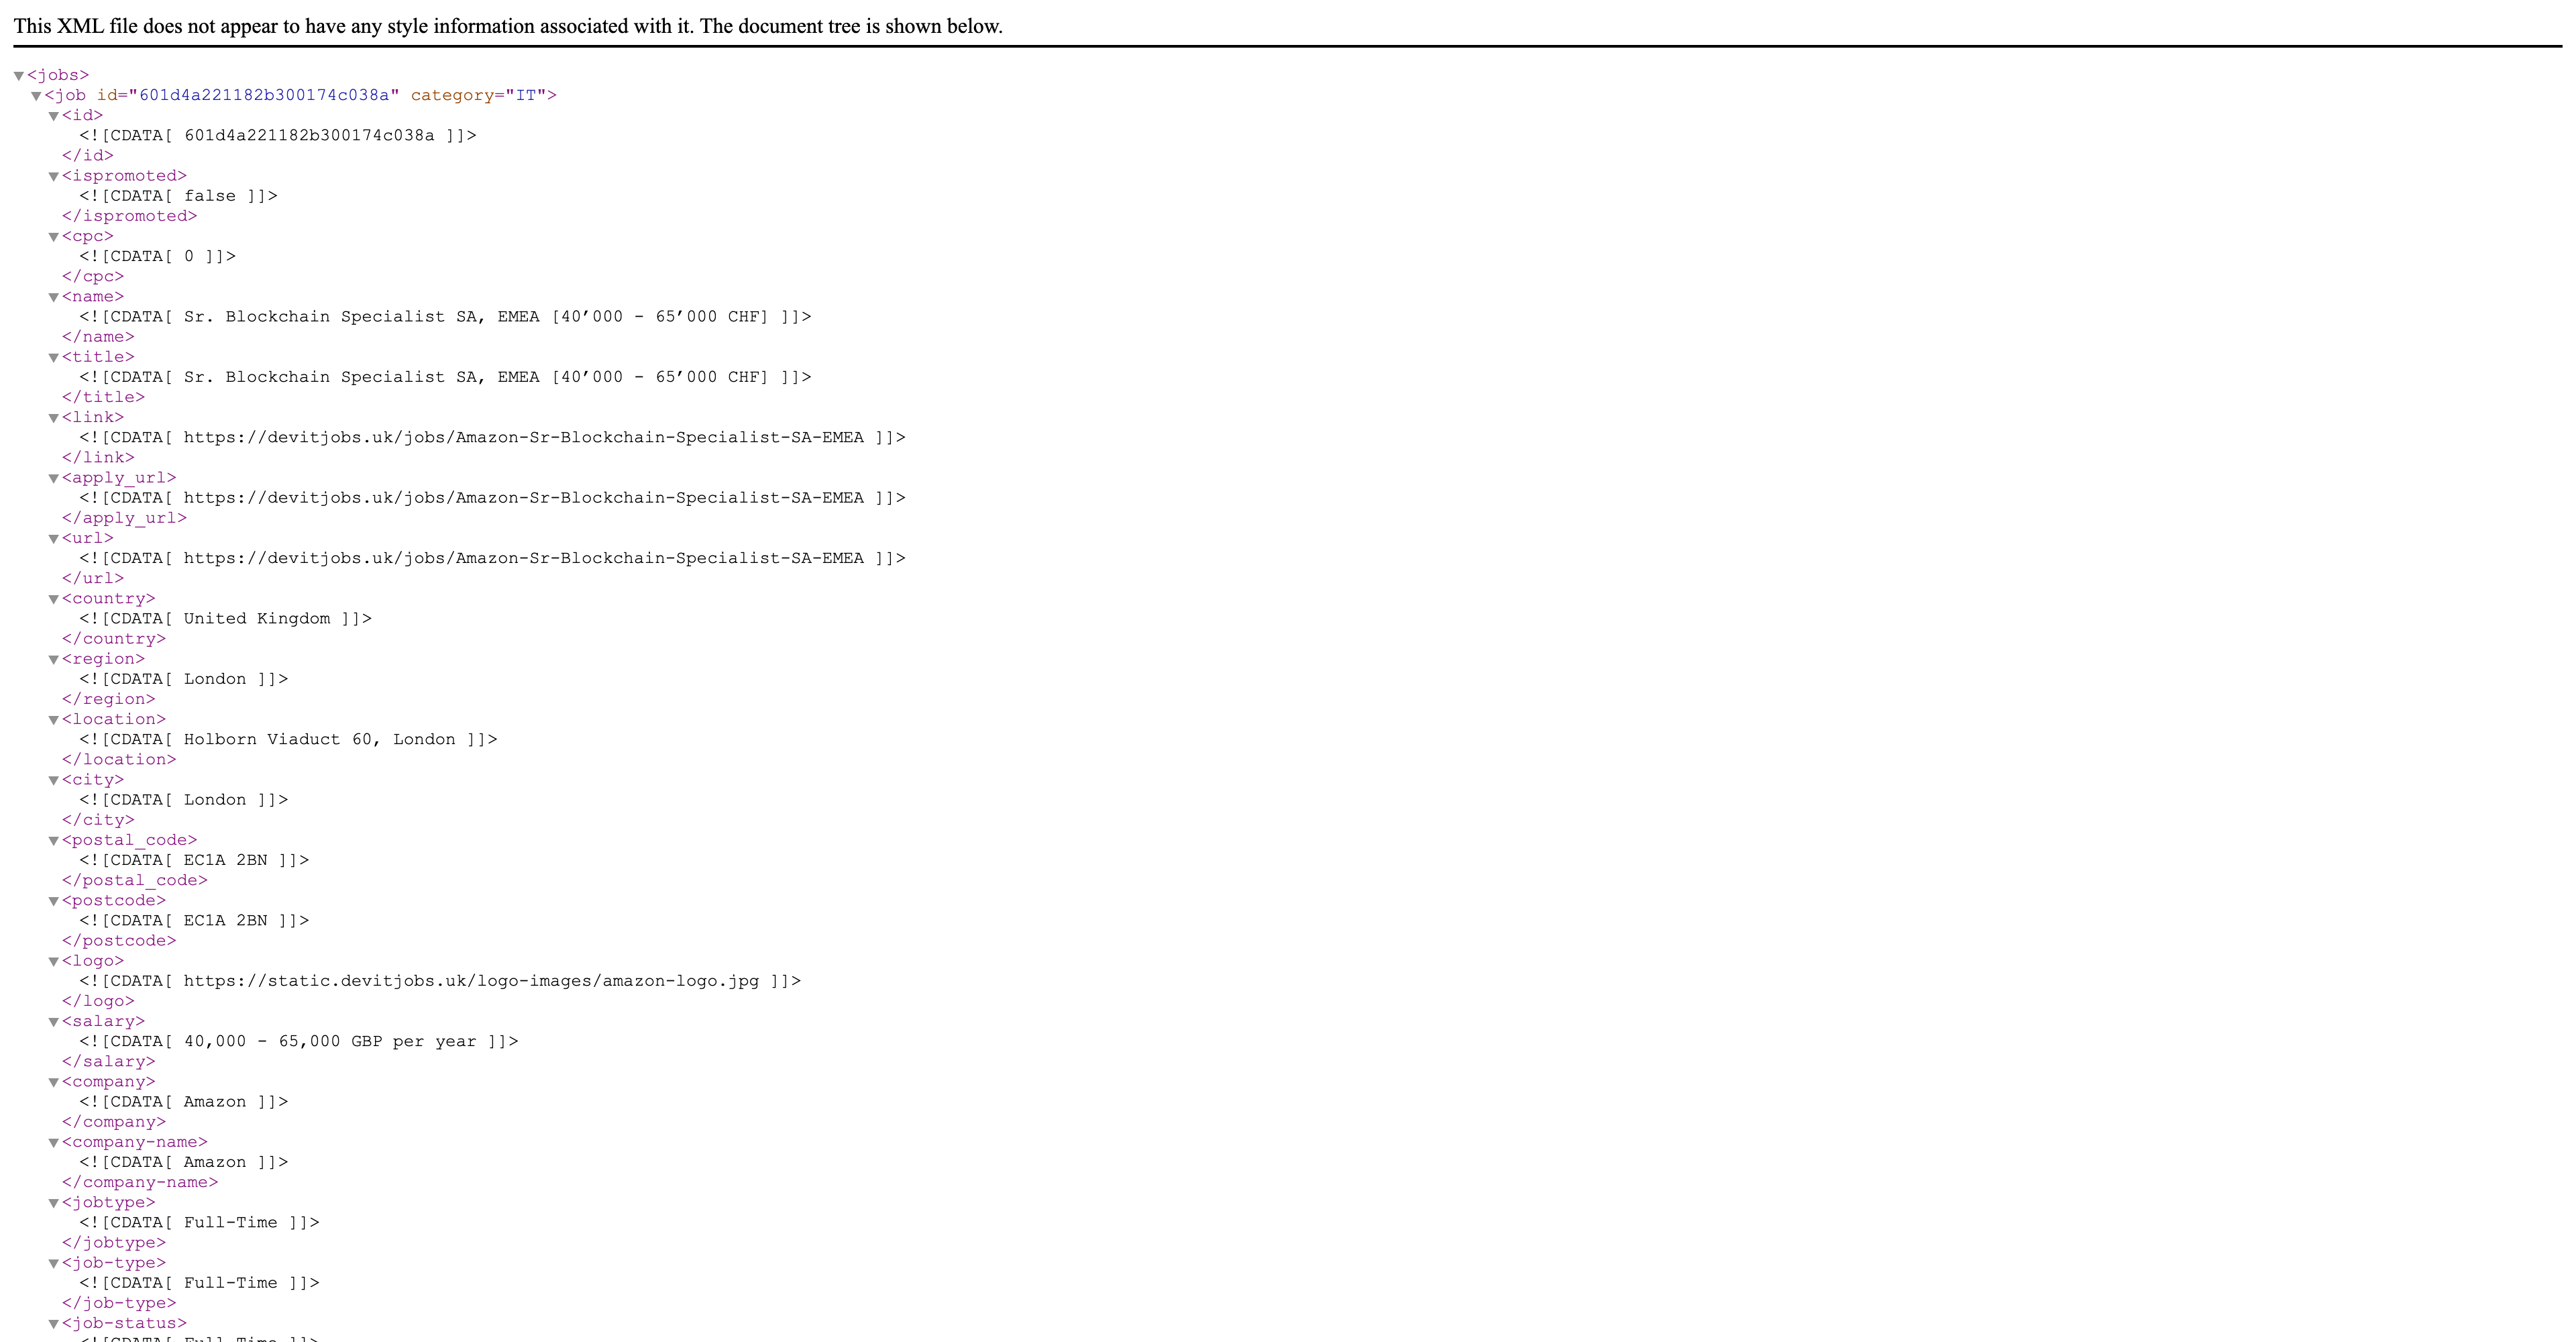 This XML file does not appear to have any style information associated with it. The document tree is shown below.
▼<jobs>
▼<job id="601d4a221182b300174c038a" category="IT">
▼<id>
<![CDATA[ 601d4a221182b300174c038a ]]>
</id>
▼<ispromoted>
<![CDATA[ false ]]>
</ispromoted>
▼<cpc>
<![CDATA[ 0 ]]>
</cpc>
▼<name>
<![CDATA[ Sr. Blockchain Specialist SA, EMEA [40’000 - 65’000 CHF] ]]>
</name>
▼<title>
<![CDATA[ Sr. Blockchain Specialist SA, EMEA [40’000 - 65’000 CHF] ]]>
</title>
▼<link>
<![CDATA[ https://devitjobs.uk/jobs/Amazon-Sr-Blockchain-Specialist-SA-EMEA ]]>
</link>
▼<apply_url>
<![CDATA[ https://devitjobs.uk/jobs/Amazon-Sr-Blockchain-Specialist-SA-EMEA ]]>
</apply_url>
▼<url>
<![CDATA[ https://devitjobs.uk/jobs/Amazon-Sr-Blockchain-Specialist-SA-EMEA ]]>
</url>
▼<country>
<![CDATA[ United Kingdom ]]>
</country>
▼<region>
<![CDATA[ London ]]>
</region>
▼<location>
<![CDATA[ Holborn Viaduct 60, London ]]>
</location>
▼<city>
<![CDATA[ London ]]>
</city>
▼<postal_code>
<![CDATA[ EC1A 2BN ]]>
</postal_code>
▼<postcode>
<![CDATA[ EC1A 2BN ]]>
</postcode>
▼<logo>
<![CDATA[ https://static.devitjobs.uk/logo-images/amazon-logo.jpg ]]>
</logo>
▼<salary>
<![CDATA[ 40,000 - 65,000 GBP per year ]]>
</salary>
▼<company>
<![CDATA[ Amazon ]]>
</company>
▼<company-name>
<![CDATA[ Amazon ]]>
</company-name>
▼<jobtype>
<![CDATA[ Full-Time ]]>
</jobtype>
▼<job-type>
<![CDATA[ Full-Time ]]>
</job-type>
▼<job-status>
<![CDATA[ Full-Time ]]>